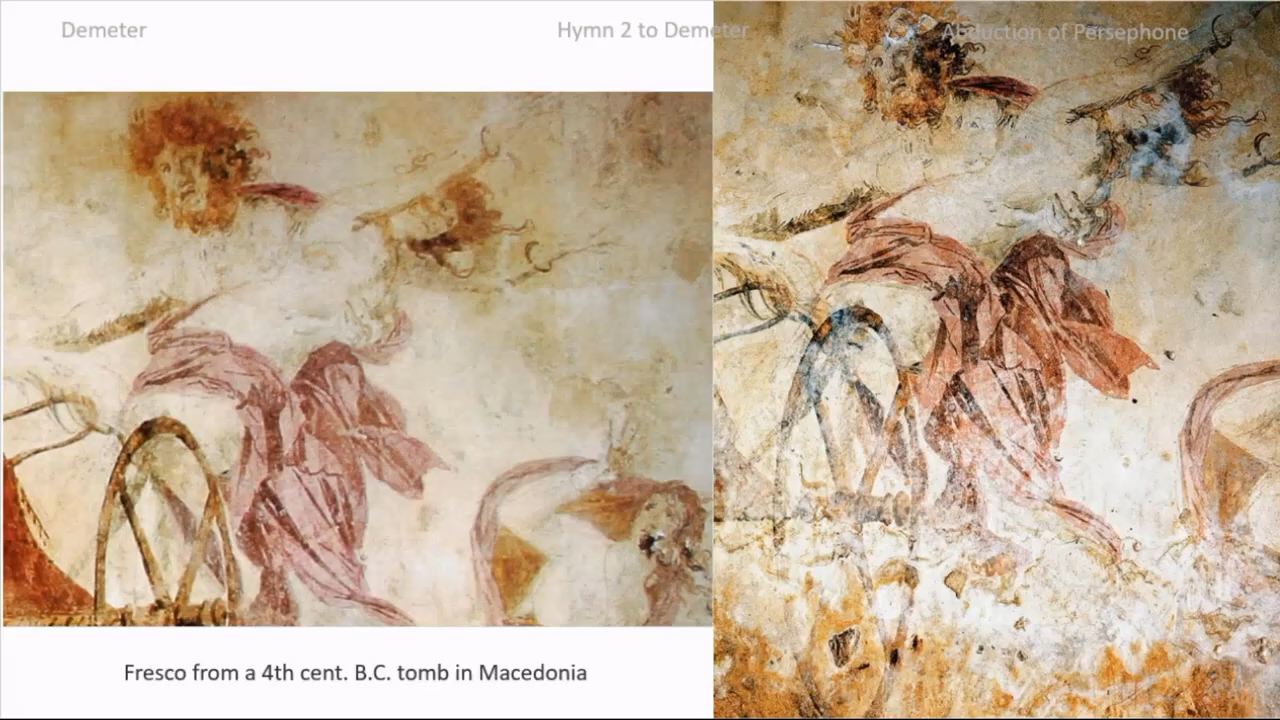 Demeter
Hymn 2 to Demeter
Abduction of Persephone
Fresco from a 4th cent. B.C. tomb in Macedonia